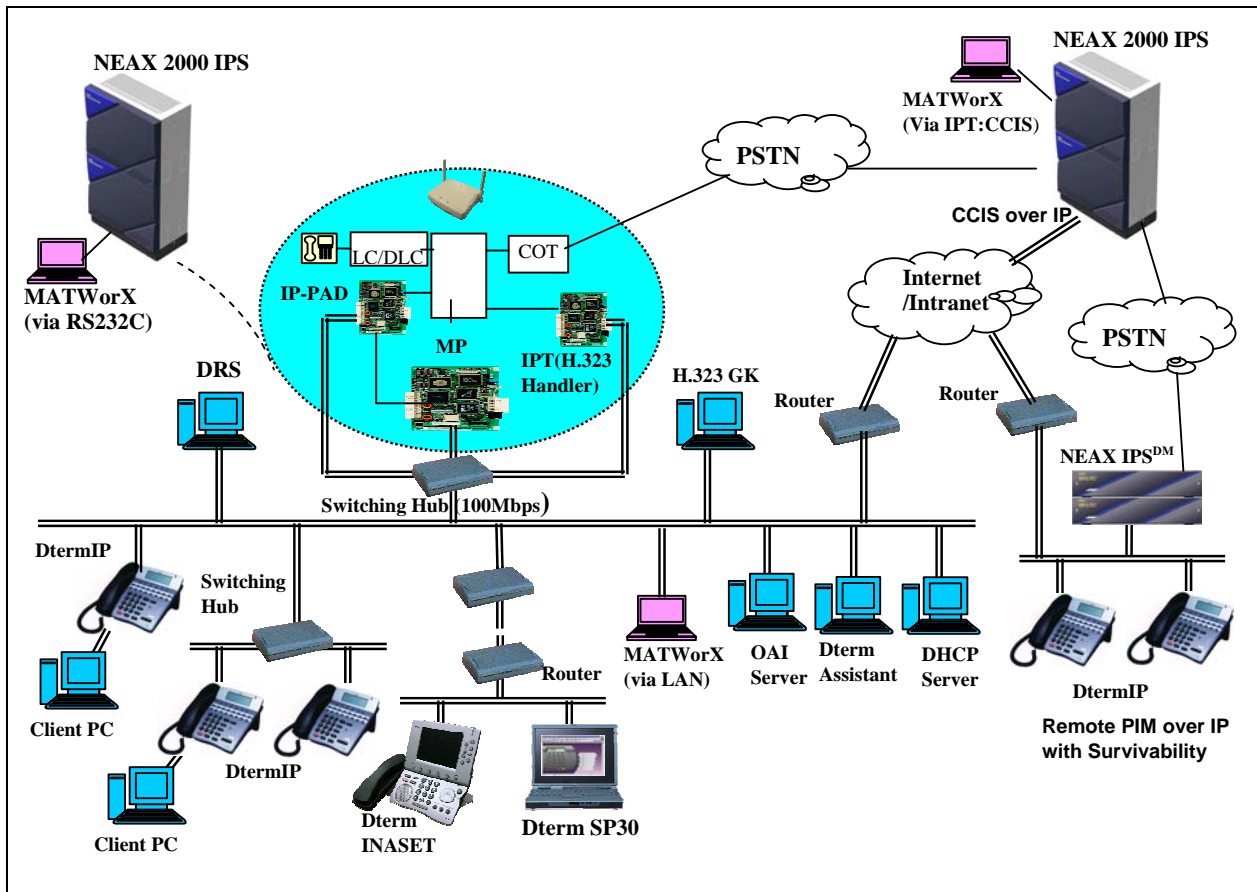 NEAX 2000 IPS
NEAX 2000 IPS
MATWorX
(Via IPT:CCIS)
PSTN
CCIS over IP
LC/DLC
COT
MATWorX
(via RS232C)
IP-PAD
Internet
/Intranet
MP
IPT(H.323
Handler)
PSTN
DRS
H.323 GK
Router
Router
NEAX IPSDM
Switching Hub (100Mbps)
DtermIP
Switching
Hub
Router
MATWorX
(via LAN)
OAI
Server
Dterm
Assistant
DHCP
Server
DtermIP
Client PC
DtermIP
Remote PIM over IP
with Survivability
Client PC
Dterm
INASET
Dterm SP30